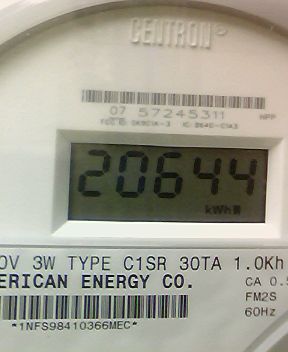 CENTRON
07 57245311
20644
kWh
0V 3W TYPE C1SR 30TA 1.0Kh
ERICAN ENERGY CO.
CA 0.5
FM2S
60Hz
*1NFS98410366MEC*